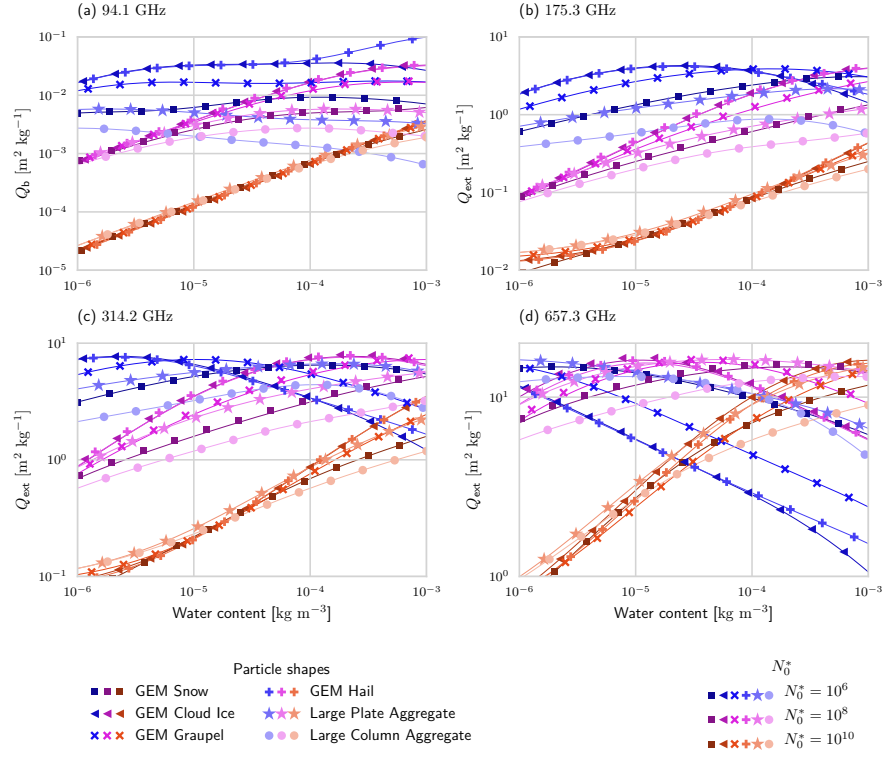 (a) 94.1 GHz
(b) 175.3 GHz
10⁻¹
10⁻²
10⁻³
10⁻⁴
10⁻⁵
Q_b [m² kg⁻¹]
10⁻⁶ 10⁻⁵ 10⁻⁴ 10⁻³
10¹
10⁰
10⁻¹
10⁻²
Q_ext [m² kg⁻¹]
10⁻⁶ 10⁻⁵ 10⁻⁴ 10⁻³
(c) 314.2 GHz
(d) 657.3 GHz
10¹
10⁰
10⁻¹
Q_ext [m² kg⁻¹]
10⁻⁶ 10⁻⁵ 10⁻⁴ 10⁻³
Water content [kg m⁻³]
10¹
10⁰
Q_ext [m² kg⁻¹]
10⁻⁶ 10⁻⁵ 10⁻⁴ 10⁻³
Water content [kg m⁻³]
Particle shapes
GEM Snow
GEM Cloud Ice
GEM Graupel
GEM Hail
Large Plate Aggregate
Large Column Aggregate
N₀*
N₀* = 10⁶
N₀* = 10⁸
N₀* = 10¹⁰